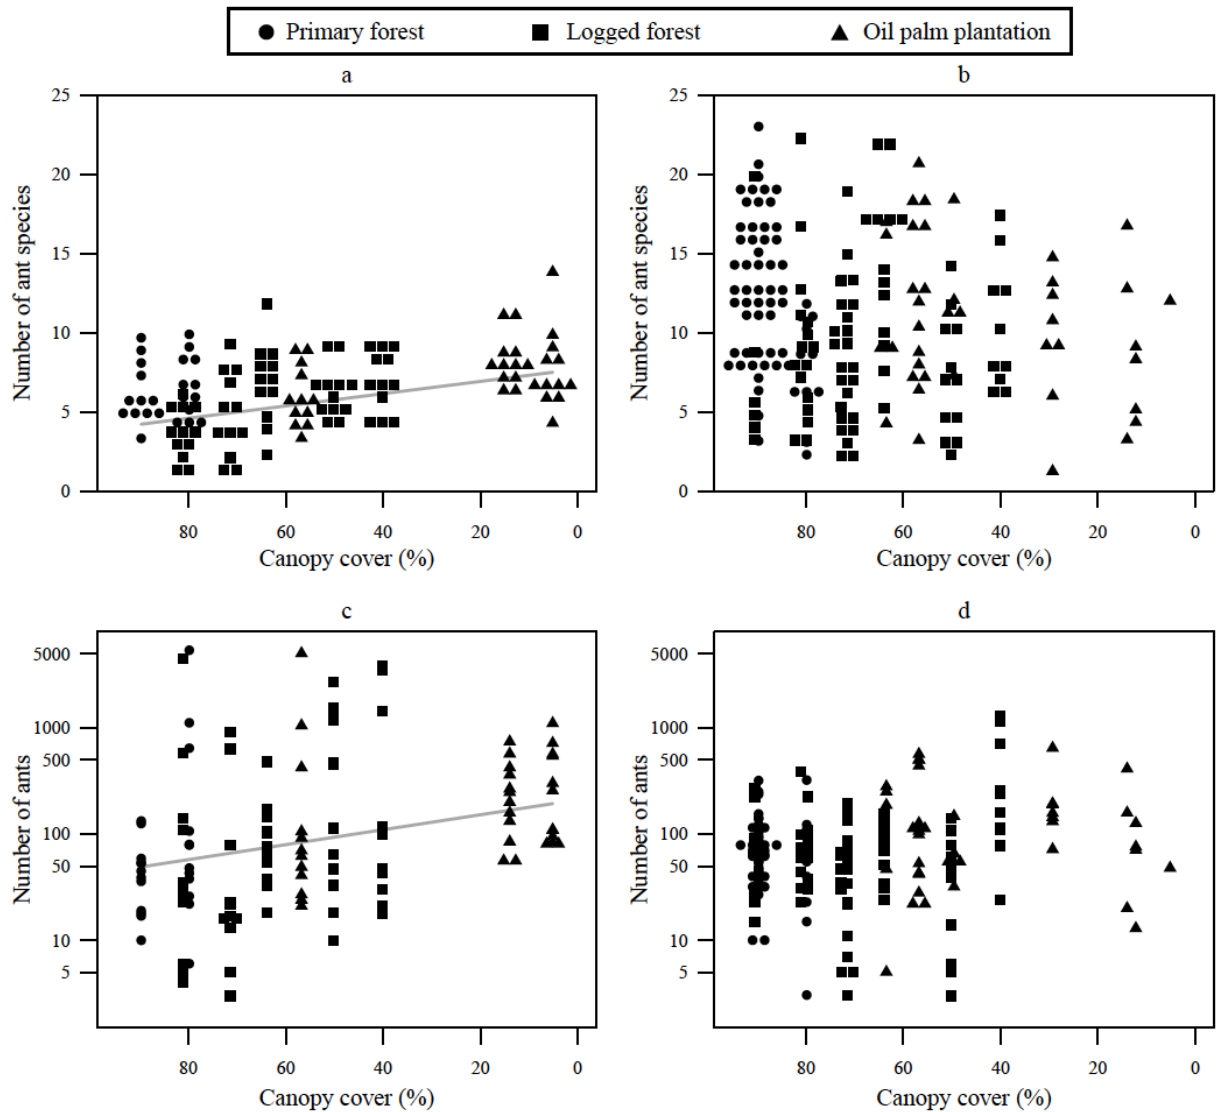 Primary forest Logged forest Oil palm plantation
a
25
20
15
10
5
0
Number of ant species
80 60 40 20 0
Canopy cover (%)
b
25
20
15
10
5
0
Number of ant species
80 60 40 20 0
Canopy cover (%)
c
5000
1000
500
100
50
10
5
Number of ants
80 60 40 20 0
Canopy cover (%)
d
5000
1000
500
100
50
10
5
Number of ants
80 60 40 20 0
Canopy cover (%)